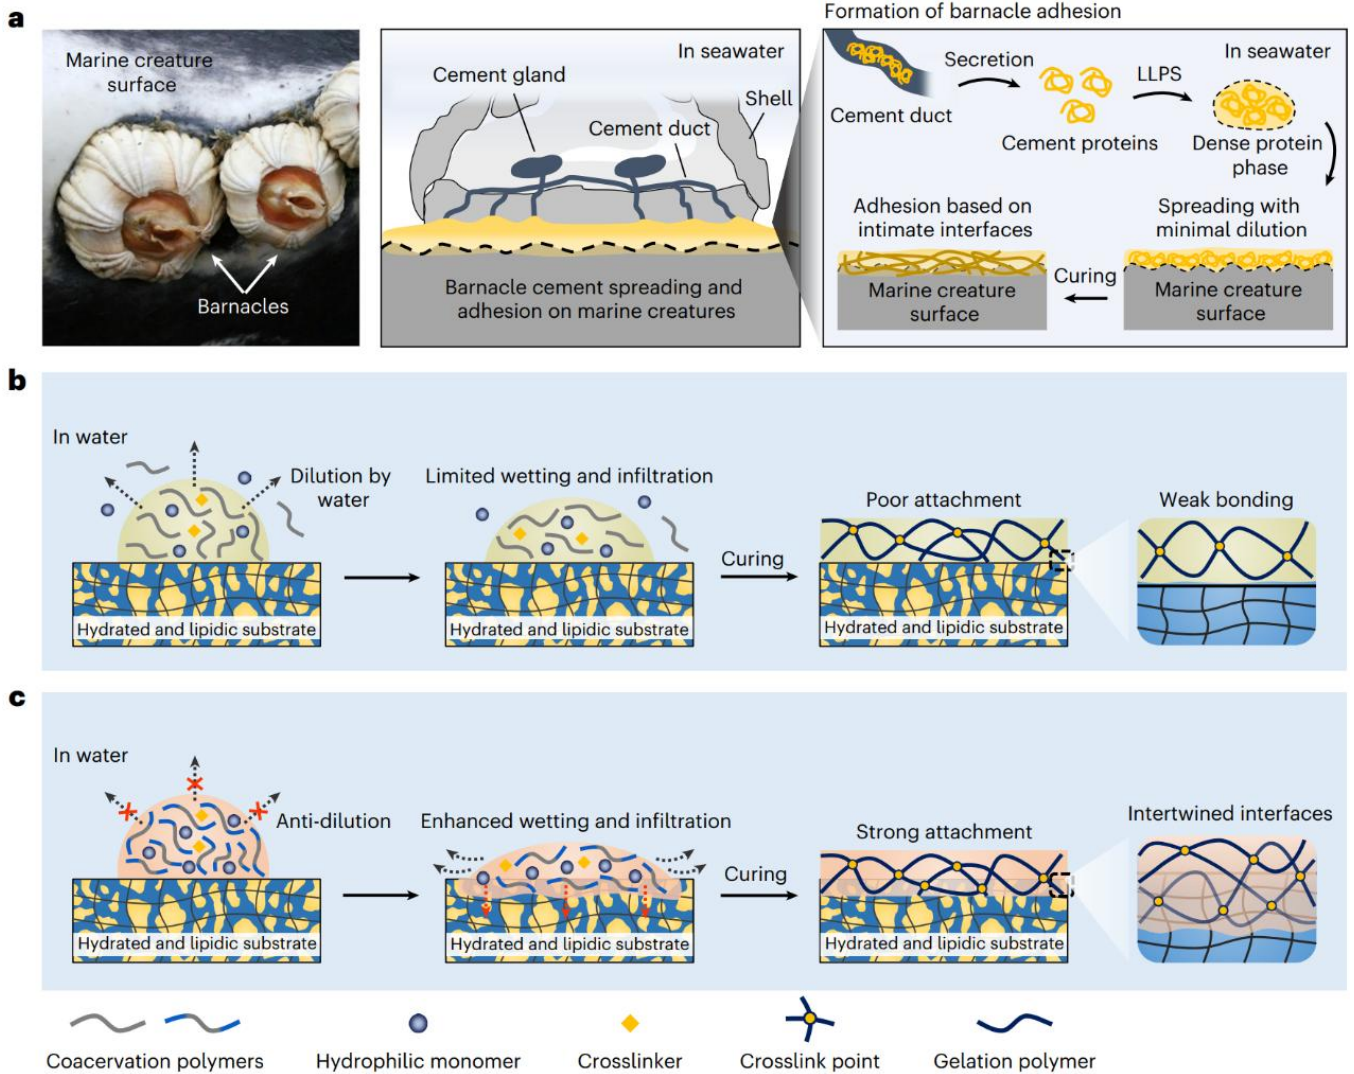 a
Marine creature
surface
Barnacles
In seawater
Cement gland
Shell
Cement duct
Barnacle cement spreading and
adhesion on marine creatures
Formation of barnacle adhesion
Cement duct
Secretion
Cement proteins
LLPS
In seawater
Dense protein
phase
Spreading with
minimal dilution
Marine creature
surface
Curing
Adhesion based on
intimate interfaces
Marine creature
surface
b
In water
Dilution by
water
Hydrated and lipidic substrate
Limited wetting and infiltration
Hydrated and lipidic substrate
Curing
Poor attachment
Hydrated and lipidic substrate
Weak bonding
c
In water
Anti-dilution
Hydrated and lipidic substrate
Enhanced wetting and infiltration
Hydrated and lipidic substrate
Curing
Strong attachment
Hydrated and lipidic substrate
Intertwined interfaces
Coacervation polymers
Hydrophilic monomer
Crosslinker
Crosslink point
Gelation polymer